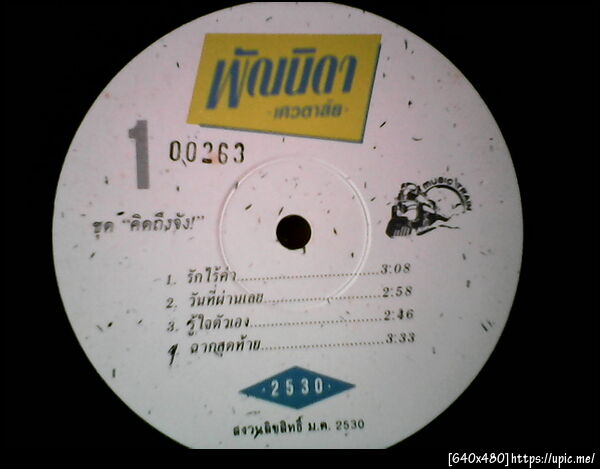 พัณนิดา
·เศวตาสัย·
1
00263
MUSIC TRAIN
ชุด "คิดถึงจัง!"
1. รักไร้ค่า 3:08
2. วันที่ผ่านเลย 2:58
3. รู้ใจตัวเอง 2:46
4. ฉากสุดท้าย 3:33
·2530·
สงวนลิขสิทธิ์ ม.ค. 2530
[640x480]https://upic.me/